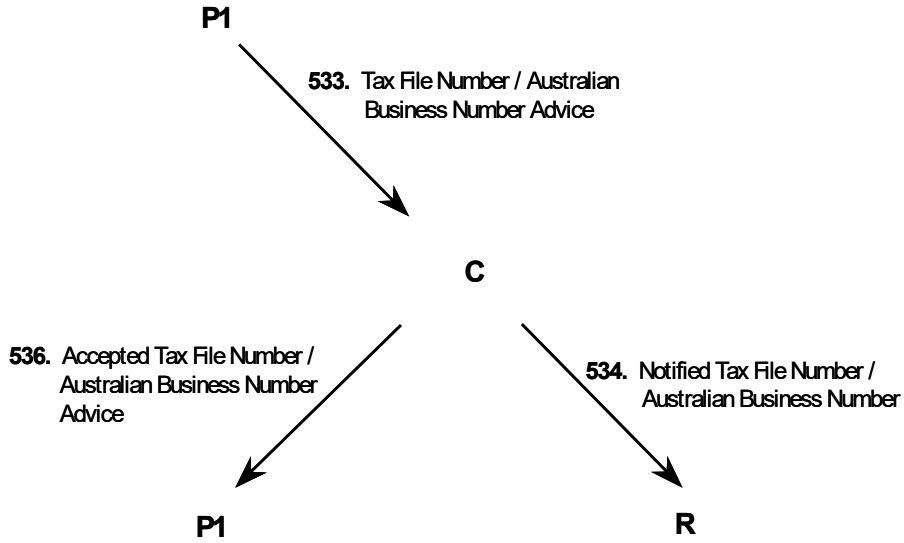 P1
533. Tax File Number / Australian
Business Number Advice
C
536. Accepted Tax File Number /
Australian Business Number
Advice
534. Notified Tax File Number /
Australian Business Number
P1
R